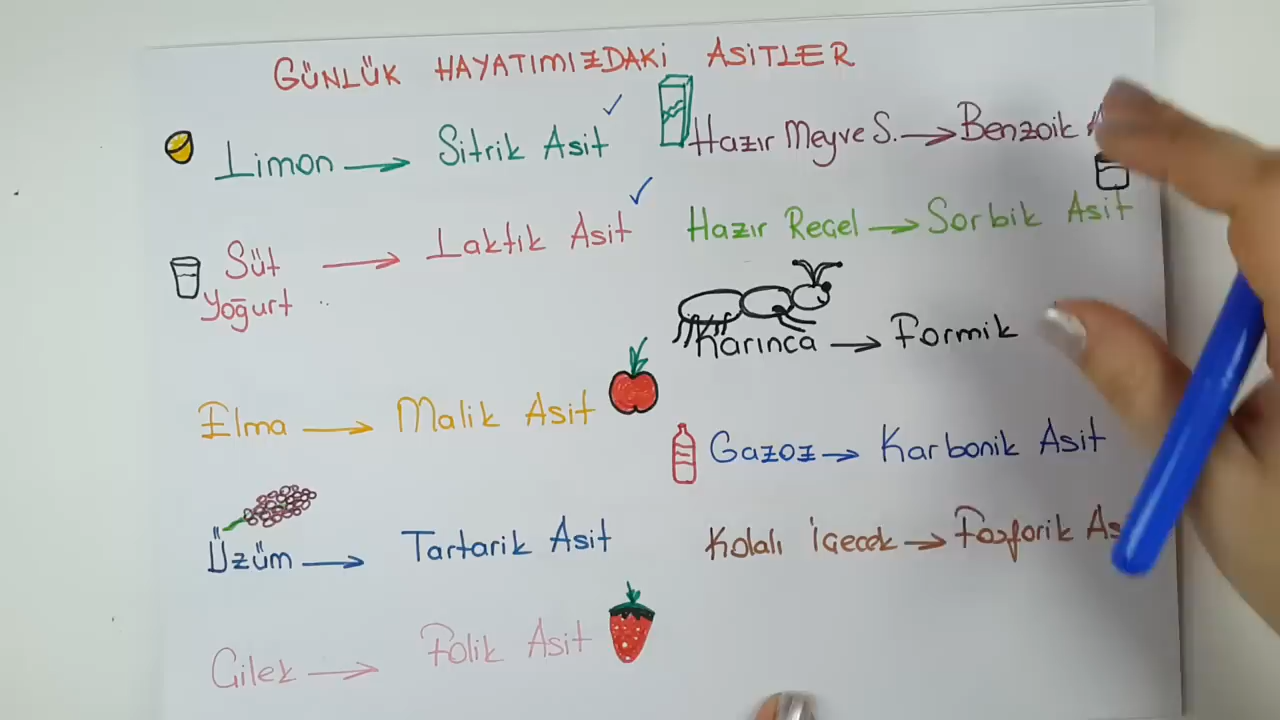 GÜNLÜK HAYATIMIZDAKİ ASİTLER
Limon → Sitrik Asit
Süt → Laktik Asit
Yoğurt
Elma → Malik Asit
Üzüm → Tartarik Asit
Çilek → Folik Asit
Hazır Meyve S. → Benzoik
Hazır Reçel → Sorbik Asit
Karınca → Formik
Gazoz → Karbonik Asit
Kolalı İçecek → Fosforik As